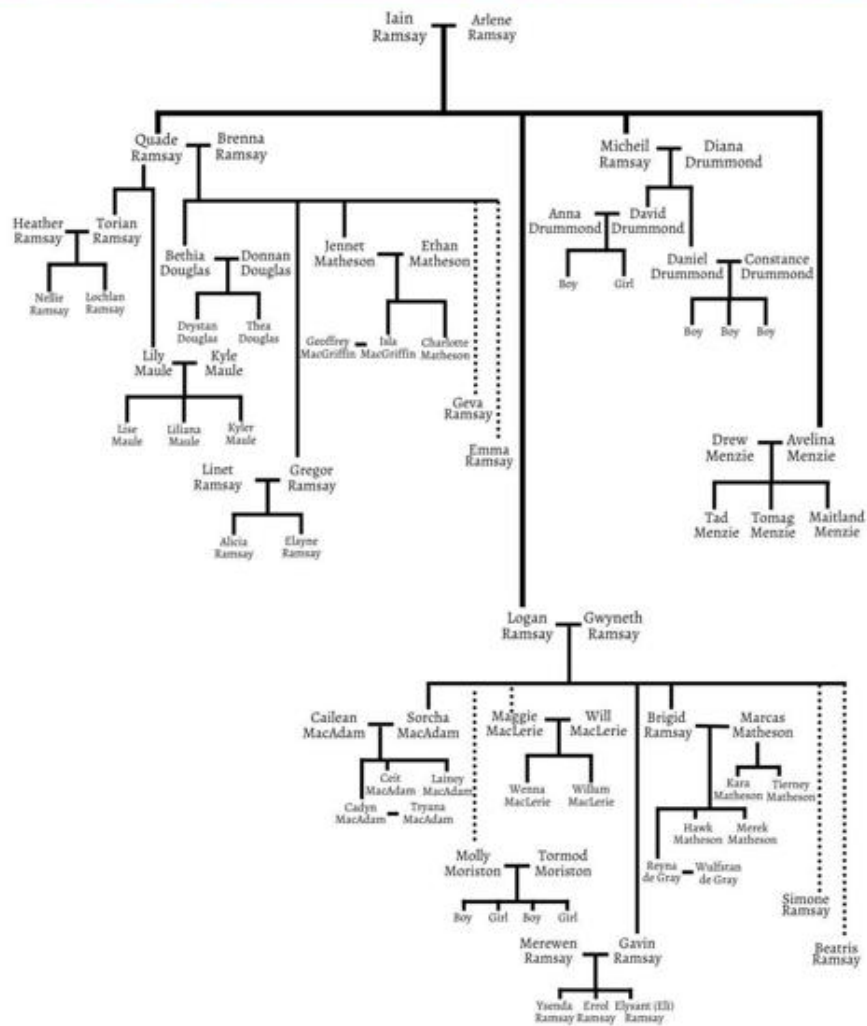 Iain
Ramsay
Arlene
Ramsay
Quade
Ramsay
Brenna
Ramsay
Micheil
Ramsay
Diana
Drummond
Heather
Ramsay
Torian
Ramsay
Bethia
Douglas
Donnan
Douglas
Jennet
Matheson
Ethan
Matheson
Anna
Drummond
David
Drummond
Daniel
Drummond
Constance
Drummond
Boy
Girl
Nellie
Ramsay
Lochlan
Ramsay
Drystan
Douglas
Thea
Douglas
Geoffrey
MacGriffin
Isla
MacGriffin
Charlotte
Matheson
Boy
Boy
Boy
Lily
Maule
Kyle
Maule
Lise
Maule
Liliana
Maule
Kyler
Maule
Geva
Ramsay
Emma
Ramsay
Drew
Menzie
Avelina
Menzie
Linet
Ramsay
Gregor
Ramsay
Tad
Menzie
Tomag
Menzie
Maitland
Menzie
Alicia
Ramsay
Elayne
Ramsay
Logan
Ramsay
Gwyneth
Ramsay
Cailean
MacAdam
Sorcha
MacAdam
Maggie
MacLerie
Will
MacLerie
Brigid
Ramsay
Marcas
Matheson
Ceit
MacAdam
Lainey
MacAdam
Cadyn
MacAdam
Tryana
MacAdam
Wenna
MacLerie
Willum
MacLerie
Kara
Matheson
Tierney
Matheson
Hawk
Matheson
Merek
Matheson
Reyna
de Gray
Wulfstan
de Gray
Molly
Moriston
Tormod
Moriston
Boy
Girl
Boy
Girl
Simone
Ramsay
Beatris
Ramsay
Merewen
Ramsay
Gavin
Ramsay
Ysenda
Ramsay
Errol
Ramsay
Elysant (Eli)
Ramsay